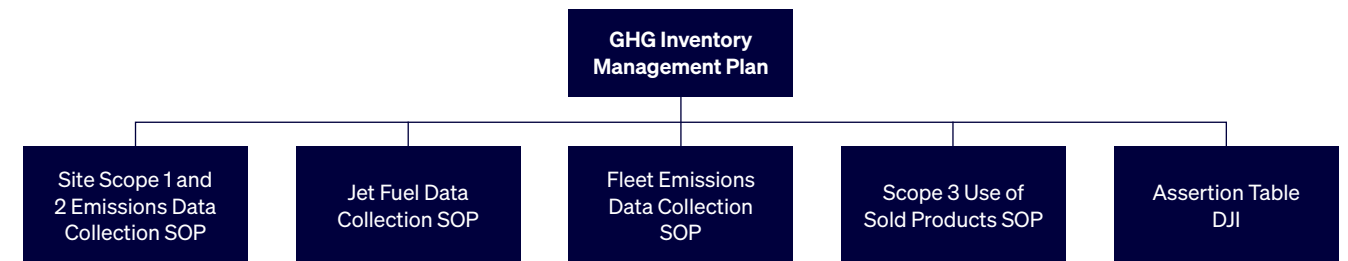 GHG Inventory
Management Plan
Site Scope 1 and
2 Emissions Data
Collection SOP
Jet Fuel Data
Collection SOP
Fleet Emissions
Data Collection
SOP
Scope 3 Use of
Sold Products SOP
Assertion Table
DJI